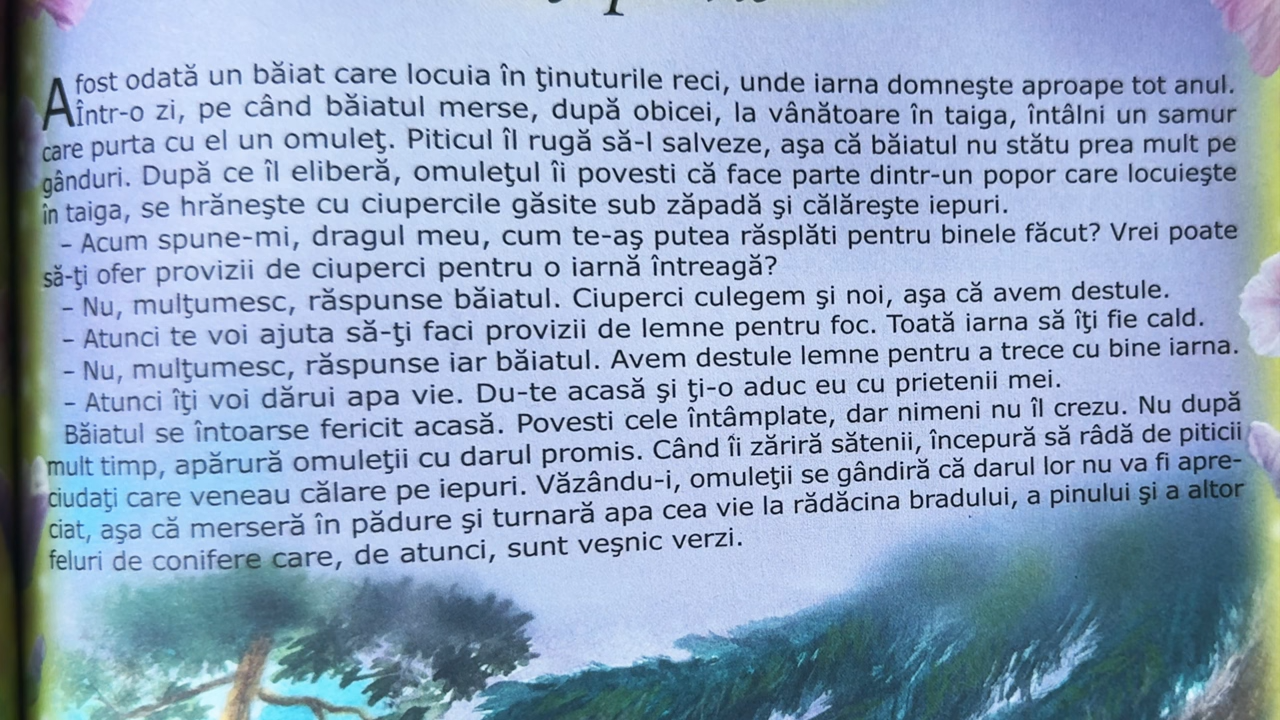 A fost odată un băiat care locuia în ţinuturile reci, unde iarna domneşte aproape tot anul.
Într-o zi, pe când băiatul merse, după obicei, la vânătoare în taiga, întâlni un samur
care purta cu el un omuleţ. Piticul îl rugă să-l salveze, aşa că băiatul nu stătu prea mult pe
gânduri. După ce îl eliberă, omuleţul îi povesti că face parte dintr-un popor care locuieşte
în taiga, se hrăneşte cu ciupercile găsite sub zăpadă şi călăreşte iepuri.
– Acum spune-mi, dragul meu, cum te-aş putea răsplăti pentru binele făcut? Vrei poate
să-ţi ofer provizii de ciuperci pentru o iarnă întreagă?
– Nu, mulţumesc, răspunse băiatul. Ciuperci culegem şi noi, aşa că avem destule.
– Atunci te voi ajuta să-ţi faci provizii de lemne pentru foc. Toată iarna să îţi fie cald.
– Nu, mulţumesc, răspunse iar băiatul. Avem destule lemne pentru a trece cu bine iarna.
– Atunci îţi voi dărui apa vie. Du-te acasă şi ţi-o aduc eu cu prietenii mei.
Băiatul se întoarse fericit acasă. Povesti cele întâmplate, dar nimeni nu îl crezu. Nu după
mult timp, apărură omuleţii cu darul promis. Când îi zăriră sătenii, începură să râdă de piticii
ciudaţi care veneau călare pe iepuri. Văzându-i, omuleţii se gândiră că darul lor nu va fi apre-
ciat, aşa că merseră în pădure şi turnară apa cea vie la rădăcina bradului, a pinului şi a altor
feluri de conifere care, de atunci, sunt veşnic verzi.